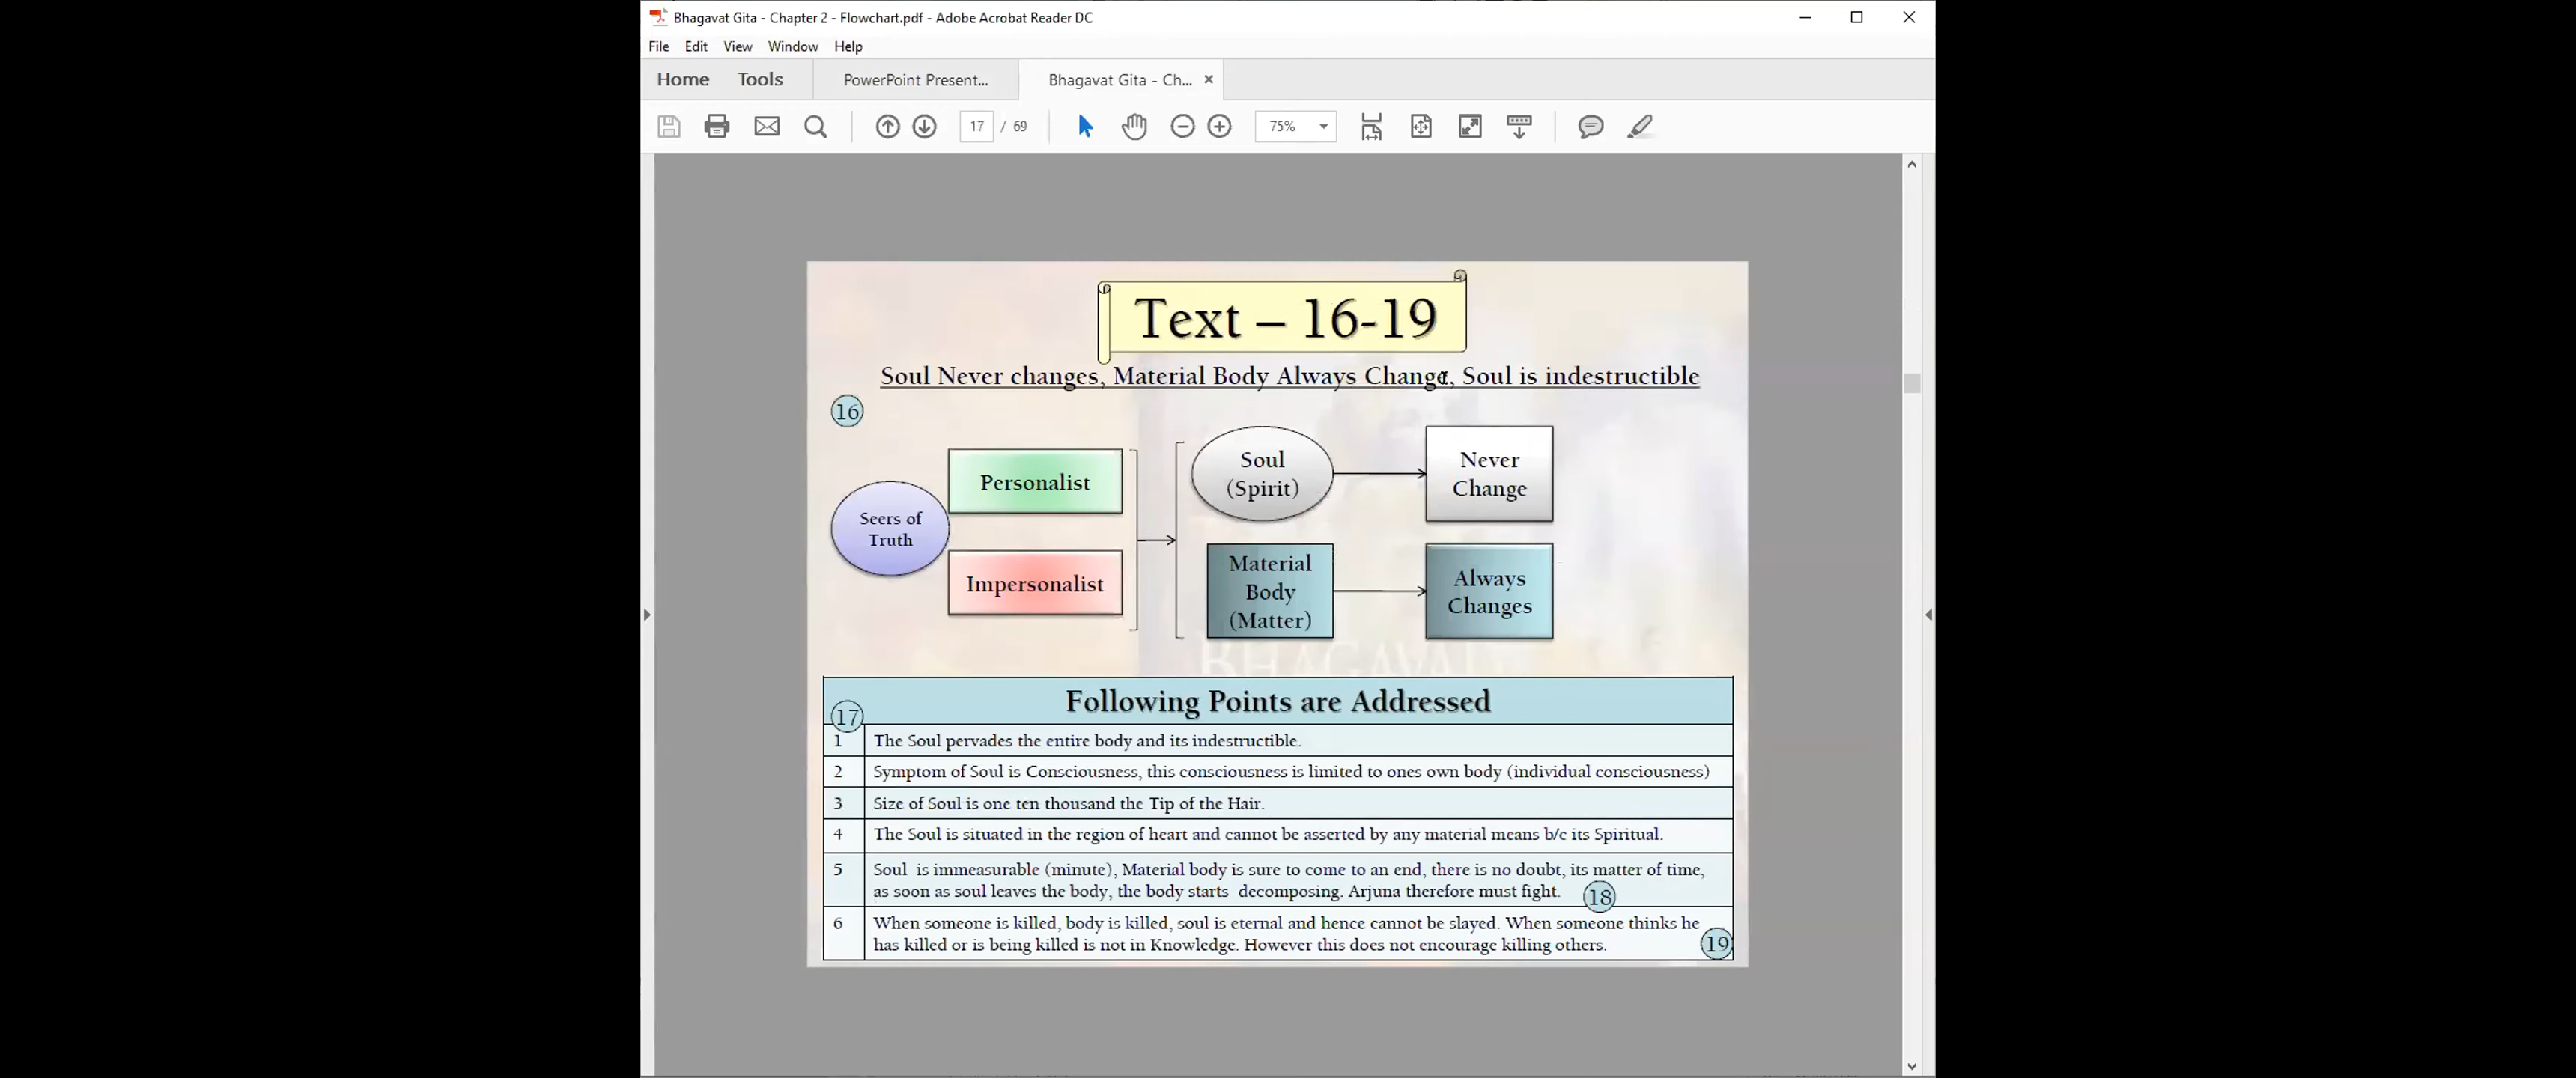 Bhagavat Gita - Chapter 2 - Flowchart.pdf - Adobe Acrobat Reader DC
File Edit View Window Help
Home Tools PowerPoint Present... Bhagavat Gita - Ch... ×
17 / 69 75%
Text – 16-19
Soul Never changes, Material Body Always Change, Soul is indestructible
16
Seers of
Truth
Personalist
Impersonalist
Soul
(Spirit)
Never
Change
Material
Body
(Matter)
Always
Changes
BHAGAVAD
Following Points are Addressed
17
1 The Soul pervades the entire body and its indestructible.
2 Symptom of Soul is Consciousness, this consciousness is limited to ones own body (individual consciousness)
3 Size of Soul is one ten thousand the Tip of the Hair.
4 The Soul is situated in the region of heart and cannot be asserted by any material means b/c its Spiritual.
5 Soul is immeasurable (minute), Material body is sure to come to an end, there is no doubt, its matter of time,
as soon as soul leaves the body, the body starts decomposing. Arjuna therefore must fight. 18
6 When someone is killed, body is killed, soul is eternal and hence cannot be slayed. When someone thinks he
has killed or is being killed is not in Knowledge. However this does not encourage killing others. 19